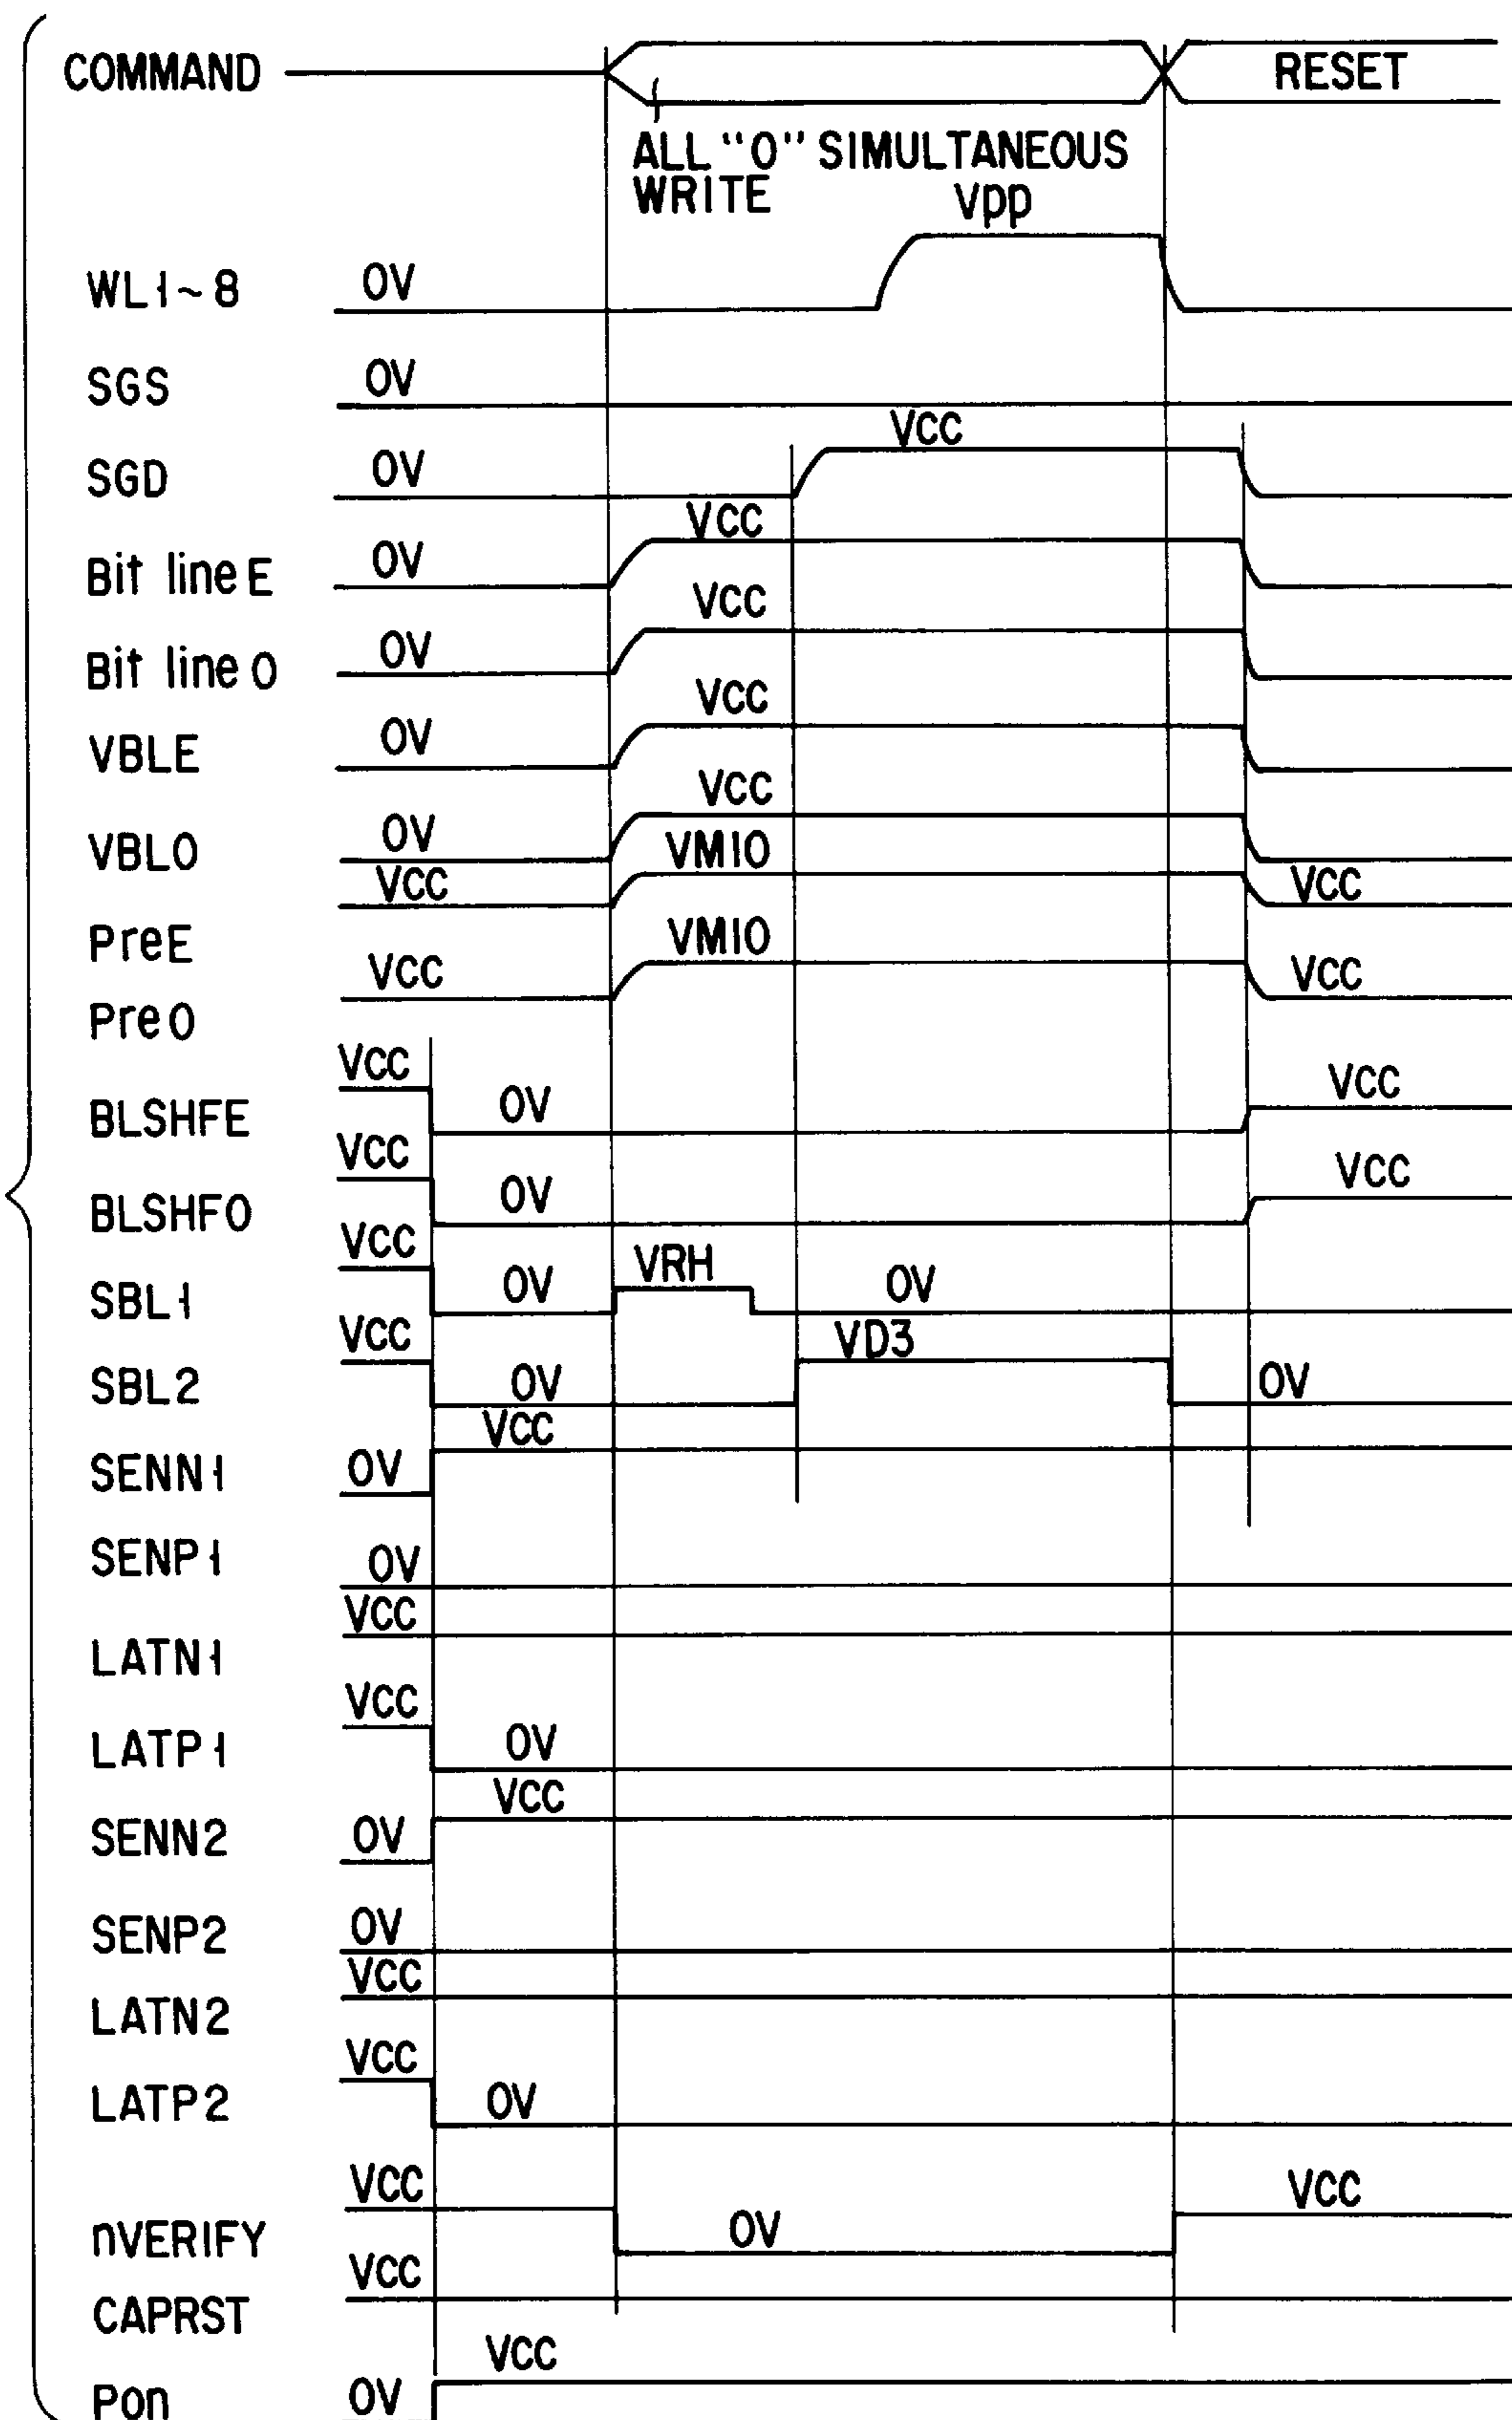 COMMAND RESET
ALL "0" SIMULTANEOUS
WRITE Vpp
WL1~8 0V
SGS 0V
SGD 0V VCC
Bit line E 0V VCC
Bit line O 0V VCC
VBLE 0V VCC
VBLO 0V VCC
PreE VCC VM10 VCC
PreO VCC VM10 VCC
BLSHFE VCC 0V VCC
BLSHFO VCC 0V VCC
SBL1 VCC 0V VRH 0V
SBL2 VCC 0V VD3 0V
SENN1 0V VCC
SENP1 0V
LATN1 VCC
LATP1 VCC 0V
SENN2 0V VCC
SENP2 0V
LATN2 VCC
LATP2 VCC 0V
nVERIFY VCC 0V VCC
CAPRST VCC
Pon 0V VCC